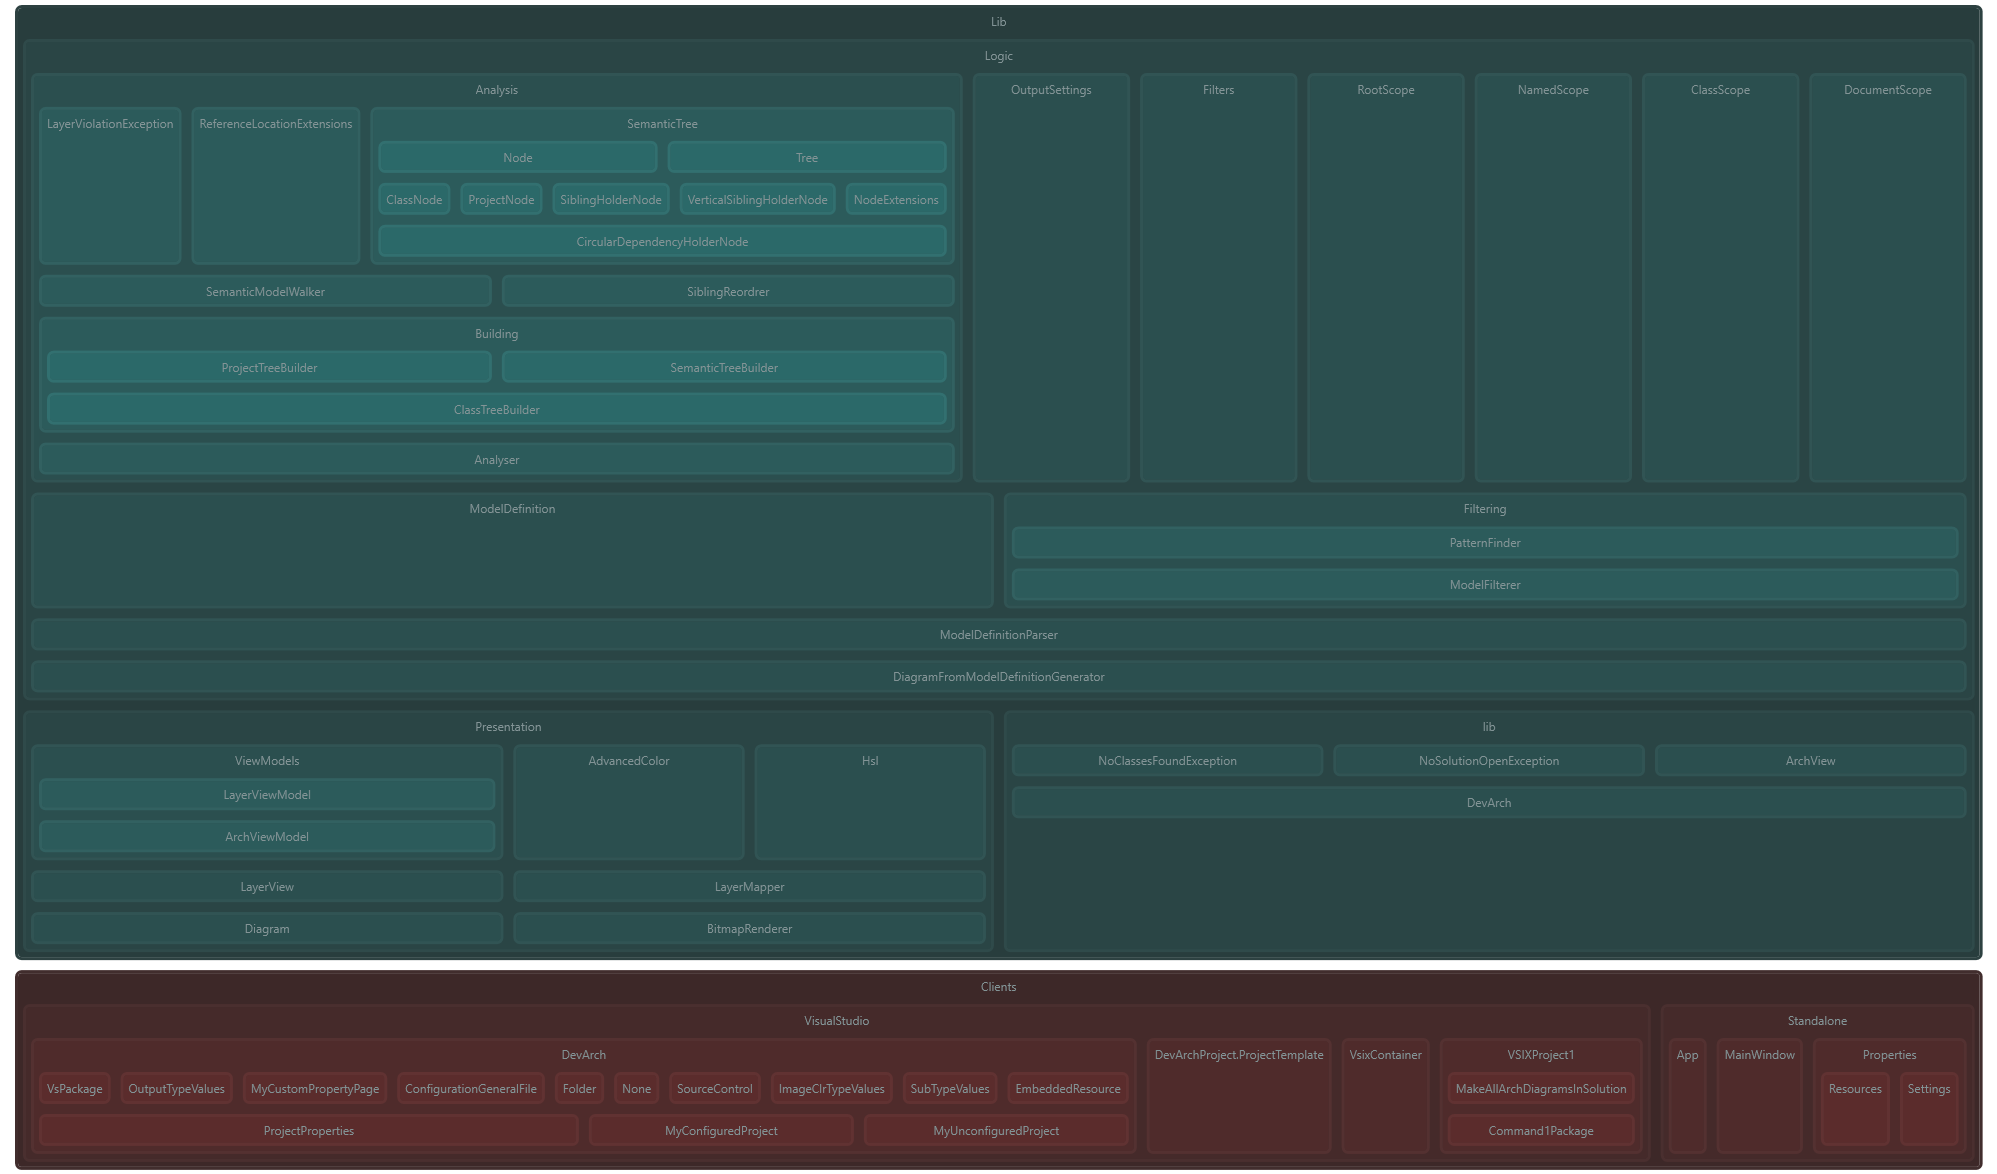 Lib
Logic
Analysis
OutputSettings
Filters
RootScope
NamedScope
ClassScope
DocumentScope
LayerViolationException
ReferenceLocationExtensions
SemanticTree
Node
Tree
ClassNode
ProjectNode
SiblingHolderNode
VerticalSiblingHolderNode
NodeExtensions
CircularDependencyHolderNode
SemanticModelWalker
SiblingReordrer
Building
ProjectTreeBuilder
SemanticTreeBuilder
ClassTreeBuilder
Analyser
ModelDefinition
Filtering
PatternFinder
ModelFilterer
ModelDefinitionParser
DiagramFromModelDefinitionGenerator
Presentation
ViewModels
AdvancedColor
Hsl
LayerViewModel
ArchViewModel
LayerView
LayerMapper
Diagram
BitmapRenderer
lib
NoClassesFoundException
NoSolutionOpenException
ArchView
DevArch
Clients
VisualStudio
DevArch
VsPackage
OutputTypeValues
MyCustomPropertyPage
ConfigurationGeneralFile
Folder
None
SourceControl
ImageClrTypeValues
SubTypeValues
EmbeddedResource
ProjectProperties
MyConfiguredProject
MyUnconfiguredProject
DevArchProject.ProjectTemplate
VsixContainer
VSIXProject1
MakeAllArchDiagramsInSolution
Command1Package
Standalone
App
MainWindow
Properties
Resources
Settings